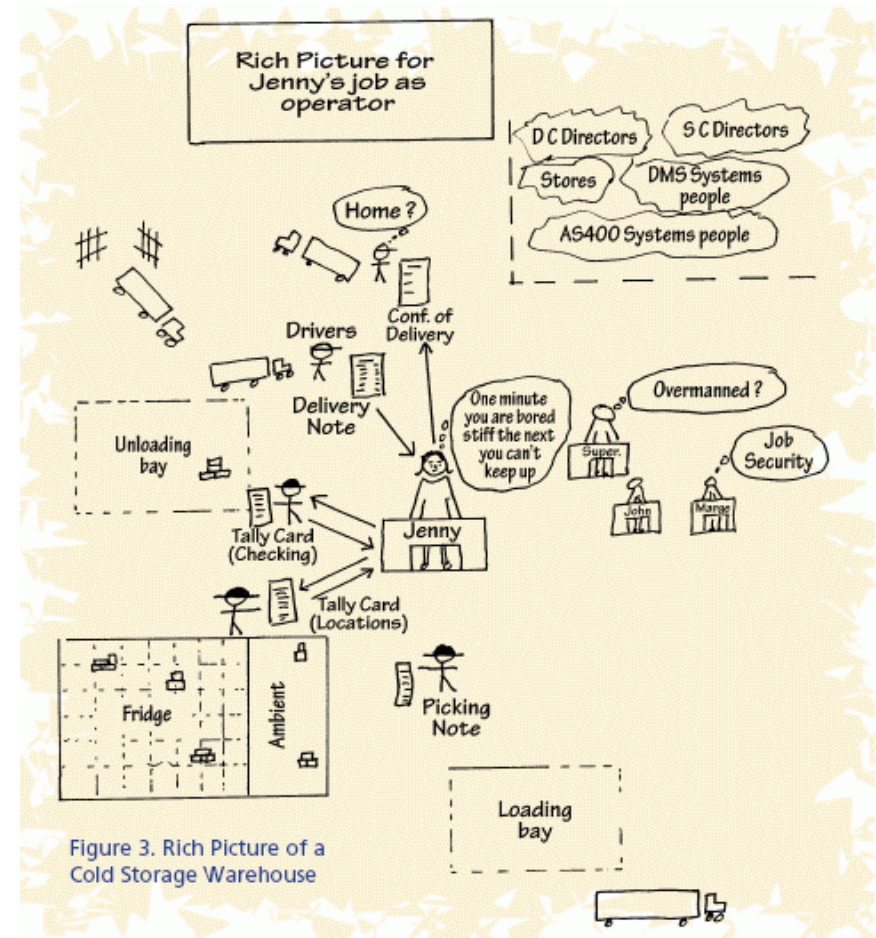 Rich Picture for
Jenny's job as
operator
D C Directors
S C Directors
Stores
DMS Systems
people
AS400 Systems people
Home ?
Conf. of
Delivery
Drivers
Delivery
Note
One minute
you are bored
stiff the next
you can't
keep up
Overmanned ?
Super.
Job
Security
John
Marge
Unloading
bay
Jenny
Tally Card
(Checking)
Tally Card
(Locations)
Fridge
Ambient
Picking
Note
Loading
bay
Figure 3. Rich Picture of a
Cold Storage Warehouse